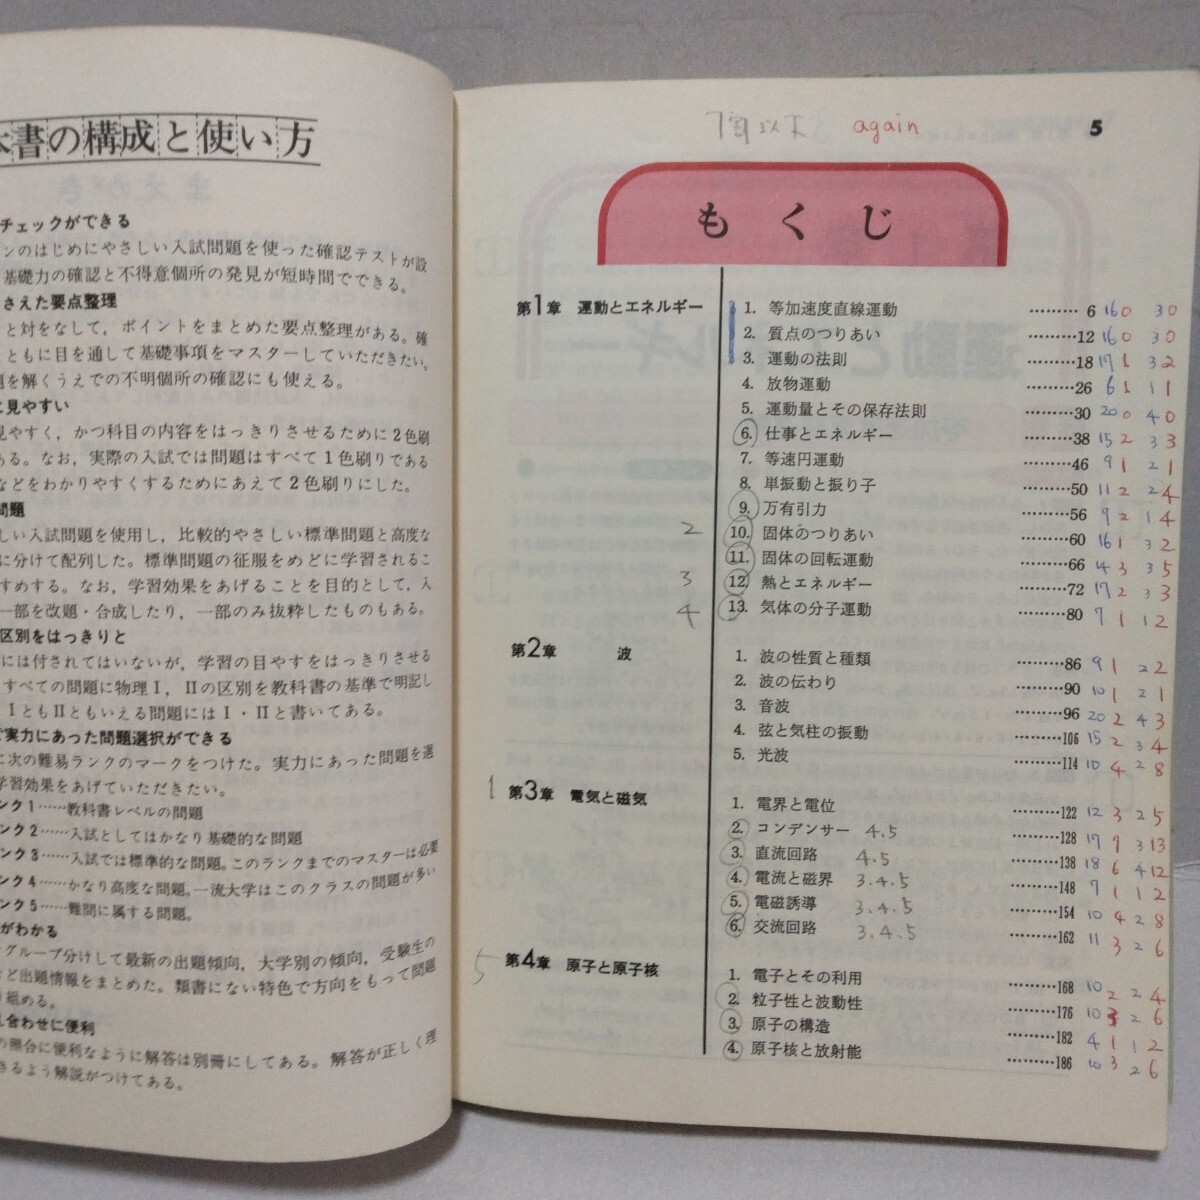 本書の構成と使い方
チェックができる
ンのはじめにやさしい入試問題を使った確認テストが設
基礎力の確認と不得意個所の発見が短時間でできる。
さえた要点整理
と対をなして，ポイントをまとめた要点整理がある。確
ともに目を通して基礎事項をマスターしていただきたい。
題を解くうえでの不明個所の確認にも使える。
に見やすい
見やすく，かつ科目の内容をはっきりさせるために2色刷
ある。なお，実際の入試では問題はすべて1色刷りである
などをわかりやすくするためにあえて2色刷りにした。
問題
しい入試問題を使用し，比較的やさしい標準問題と高度な
に分けて配列した。標準問題の征服をめどに学習されるこ
すめする。なお，学習効果をあげることを目的として，入
一部を改題・合成したり，一部のみ抜粋したものもある。
区別をはっきりと
には付されてはいないが，学習の目やすをはっきりさせる
すべての問題に物理I，IIの区別を教科書の基準で明記し
IともIIともいえる問題にはI・IIと書いてある。
実力にあった問題選択ができる
に次の難易ランクのマークをつけた。実力にあった問題を選
学習効果をあげていただきたい。
ンク1……教科書レベルの問題
ンク2……入試としてはかなり基礎的な問題
ンク3……入試では標準的な問題。このランクまでのマスターは必要
ンク4……かなり高度な問題。一流大学はこのクラスの問題が多い
ンク5……難問に属する問題。
がわかる
グループ分けして最新の出題傾向，大学別の傾向，受験生の
ど出題情報をまとめた。類書にない特色で方向をもって問題
り組める。
合わせに便利
の照合に便利なように解答は別冊にしてある。解答が正しく理
きるよう解説がつけてある。
again
5
もくじ
第1章 運動とエネルギー
1. 等加速度直線運動 ………6 16 0 3 0
2. 質点のつりあい ………12 16 0 3 0
3. 運動の法則 ………18 17 1 3 2
4. 放物運動 ………26 6 1 1 1
5. 運動量とその保存法則 ………30 20 0 4 0
6. 仕事とエネルギー ………38 15 2 3 3
7. 等速円運動 ………46 9 1 2 1
8. 単振動と振り子 ………50 11 2 2 4
9. 万有引力 ………56 9 2 1 4
2 10. 固体のつりあい ………60 16 1 3 2
11. 固体の回転運動 ………66 14 3 3 5
3 12. 熱とエネルギー ………72 17 2 3 3
4 13. 気体の分子運動 ………80 7 1 1 2
第2章 波
1. 波の性質と種類 ………86 9 1 2 2
2. 波の伝わり ………90 10 1 2 1
3. 音波 ………96 20 2 4 3
4. 弦と気柱の振動 ………106 15 2 3 4
5. 光波 ………114 10 4 2 8
1 第3章 電気と磁気
1. 電界と電位 ………122 12 3 2 5
2. コンデンサー 4.5 ………128 17 7 3 13
3. 直流回路 4.5 ………138 18 6 4 12
4. 電流と磁界 3.4.5 ………148 7 1 1 2
5. 電磁誘導 3.4.5 ………154 10 4 2 8
6. 交流回路 3.4.5 ………162 11 3 2 6
5 第4章 原子と原子核
1. 電子とその利用 ………168 10 2 2 4
2. 粒子性と波動性 ………176 10 3 2 6
3. 原子の構造 ………182 4 1 1 2
4. 原子核と放射能 ………186 10 3 2 6